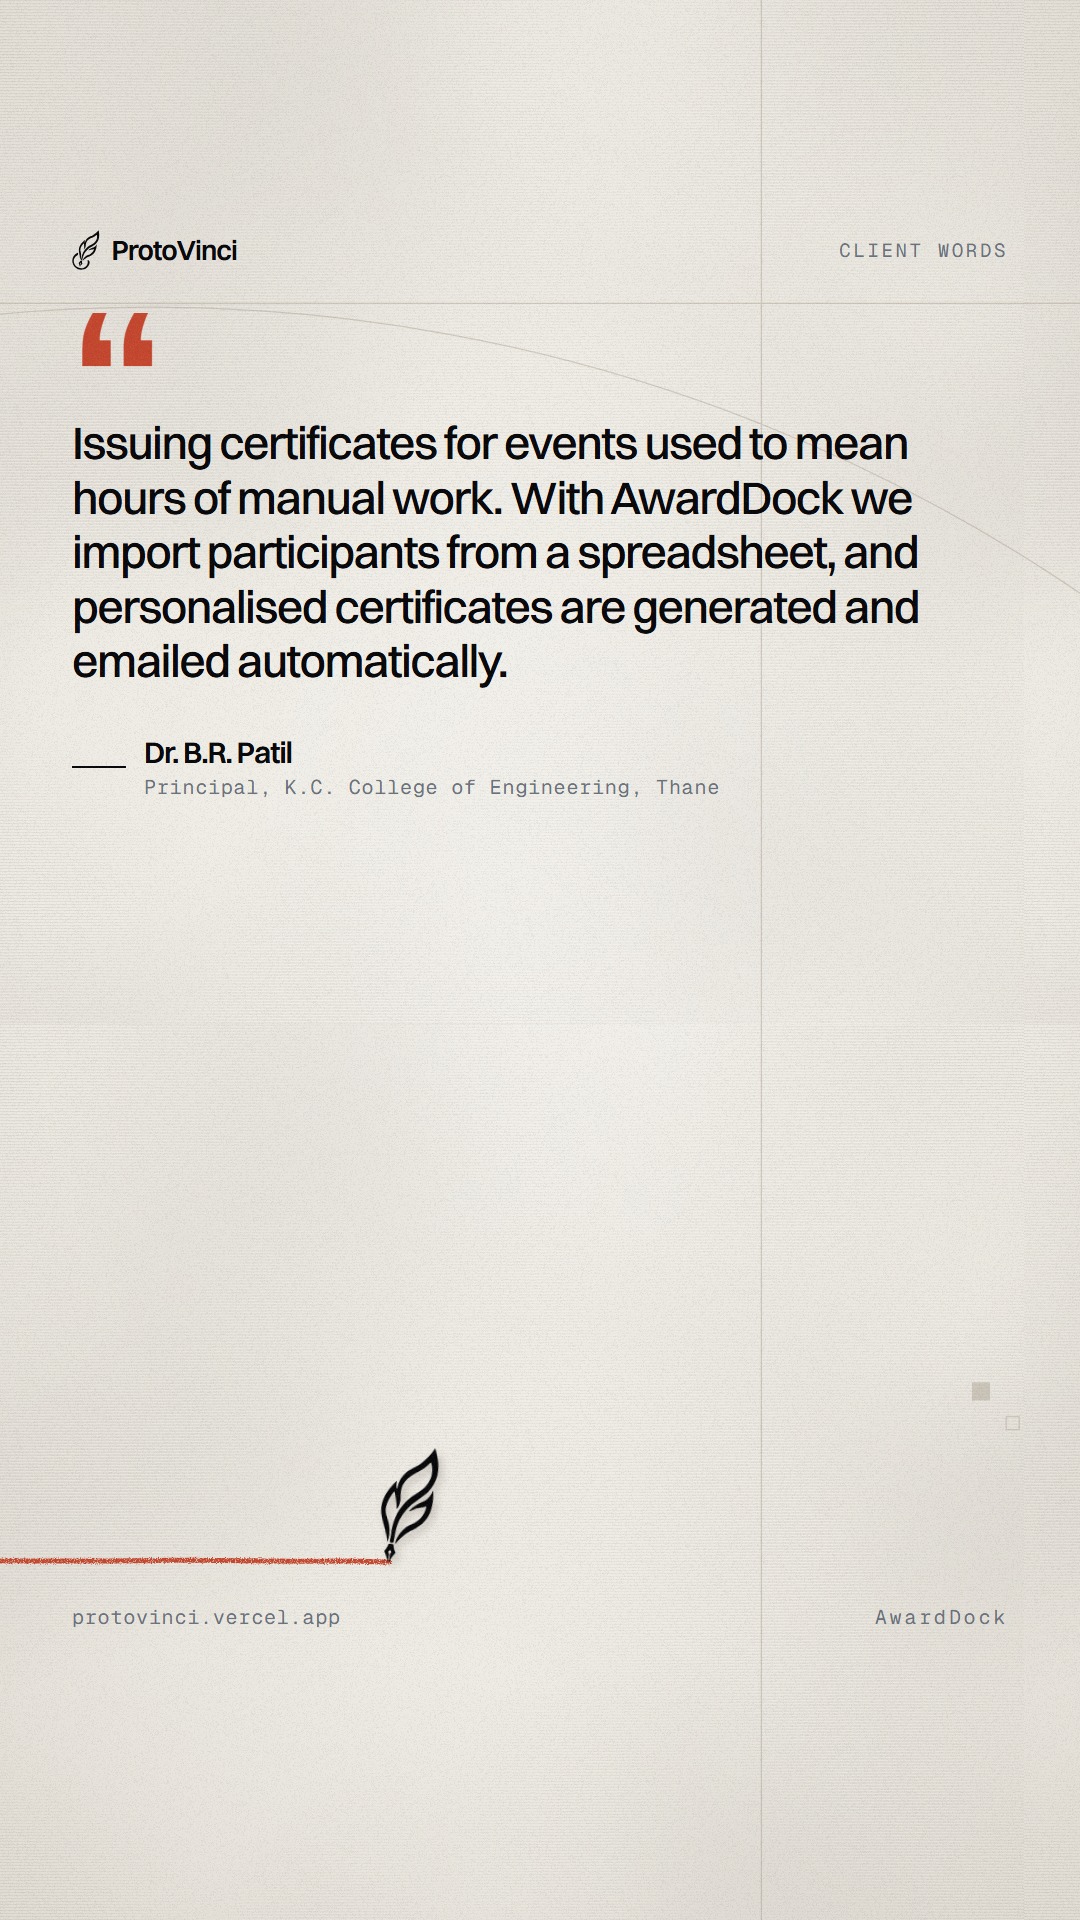 ProtoVinci
CLIENT WORDS
“
Issuing certificates for events used to mean
hours of manual work. With AwardDock we
import participants from a spreadsheet, and
personalised certificates are generated and
emailed automatically.
Dr. B.R. Patil
Principal, K.C. College of Engineering, Thane
protovinci.vercel.app
AwardDock